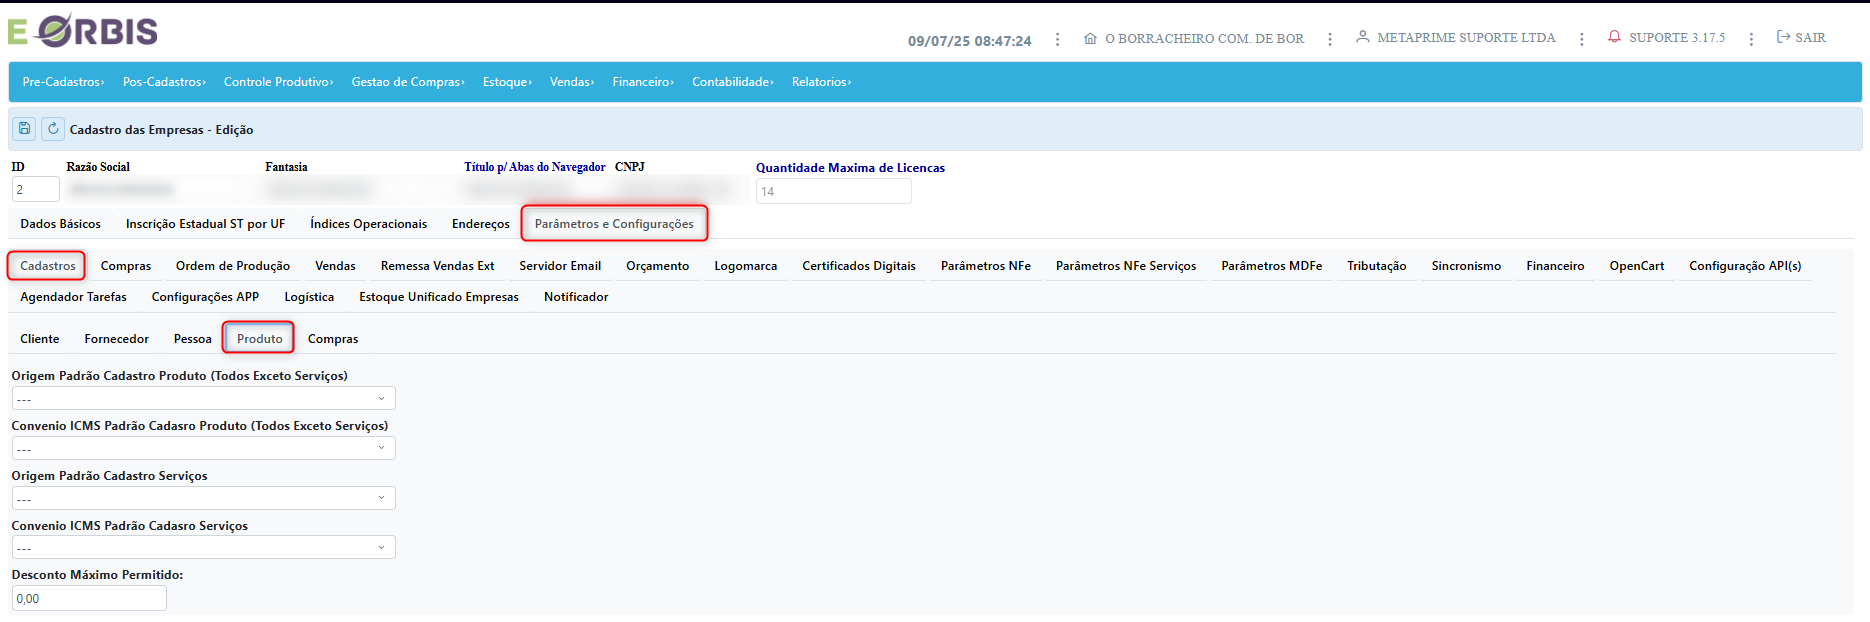 E ORBIS
09/07/25 08:47:24 O BORRACHEIRO COM. DE BOR METAPRIME SUPORTE LTDA SUPORTE 3.17.5 SAIR
Pre-Cadastros› Pos-Cadastros› Controle Produtivo› Gestao de Compras› Estoque› Vendas› Financeiro› Contabilidade› Relatorios›
Cadastro das Empresas - Edição
ID Razão Social Fantasia Título p/ Abas do Navegador CNPJ Quantidade Maxima de Licencas
2 14
Dados Básicos Inscrição Estadual ST por UF Índices Operacionais Endereços Parâmetros e Configurações
Cadastros Compras Ordem de Produção Vendas Remessa Vendas Ext Servidor Email Orçamento Logomarca Certificados Digitais Parâmetros NFe Parâmetros NFe Serviços Parâmetros MDFe Tributação Sincronismo Financeiro OpenCart Configuração API(s)
Agendador Tarefas Configurações APP Logística Estoque Unificado Empresas Notificador
Cliente Fornecedor Pessoa Produto Compras
Origem Padrão Cadastro Produto (Todos Exceto Serviços)
---
Convenio ICMS Padrão Cadasro Produto (Todos Exceto Serviços)
---
Origem Padrão Cadastro Serviços
---
Convenio ICMS Padrão Cadasro Serviços
---
Desconto Máximo Permitido:
0,00